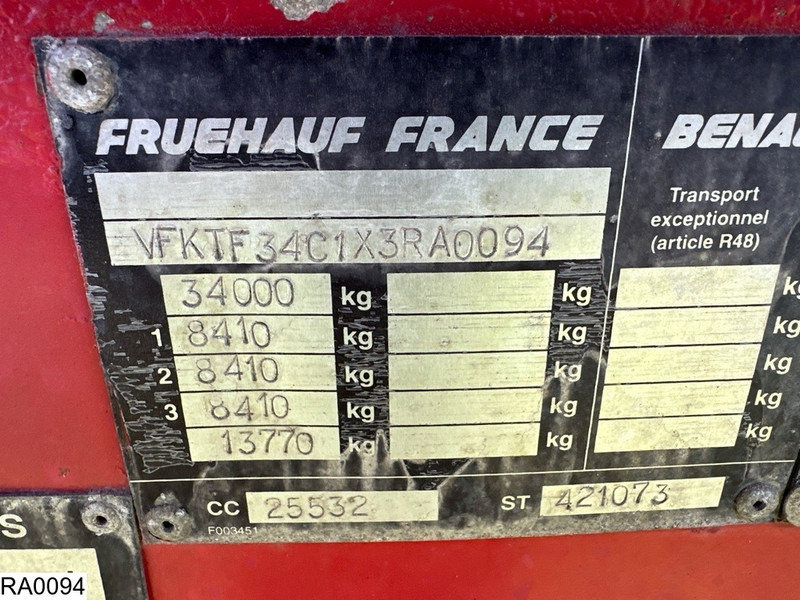 FRUEHAUF FRANCE
VFKTF34C1X3RA0094
34000 kg kg
1 8410 kg kg
2 8410 kg kg
3 8410 kg kg
13770 kg kg
CC 25532 ST 421073
F003451
BENA
Transport
exceptionnel
(article R48)
kg
kg
kg
kg
kg
S
RA0094